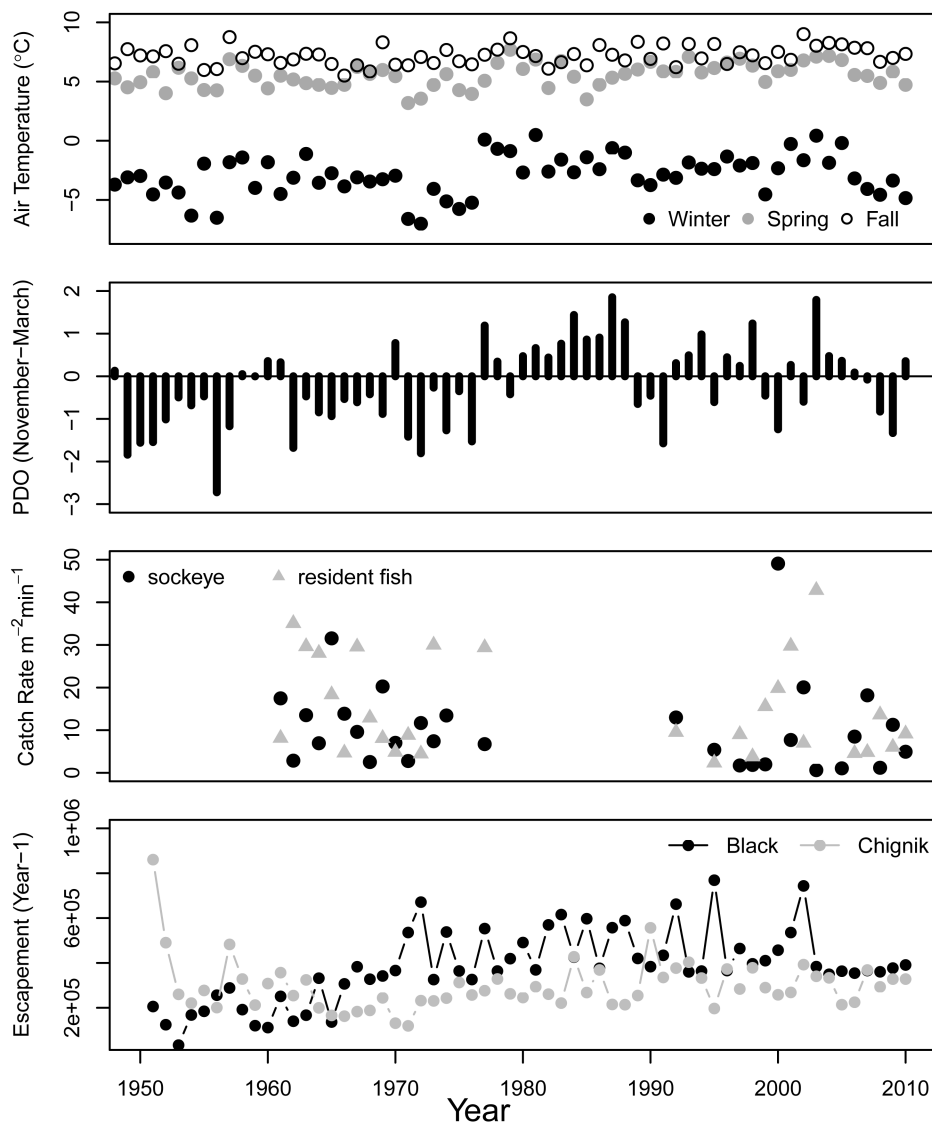 Air Temperature (°C)
10
5
0
−5
Winter Spring Fall
PDO (November−March)
2
1
0
−1
−2
−3
Catch Rate m−2min−1
50
40
30
20
10
0
sockeye resident fish
Escapement (Year−1)
1e+06
6e+05
2e+05
Black Chignik
1950 1960 1970 1980 1990 2000 2010
Year